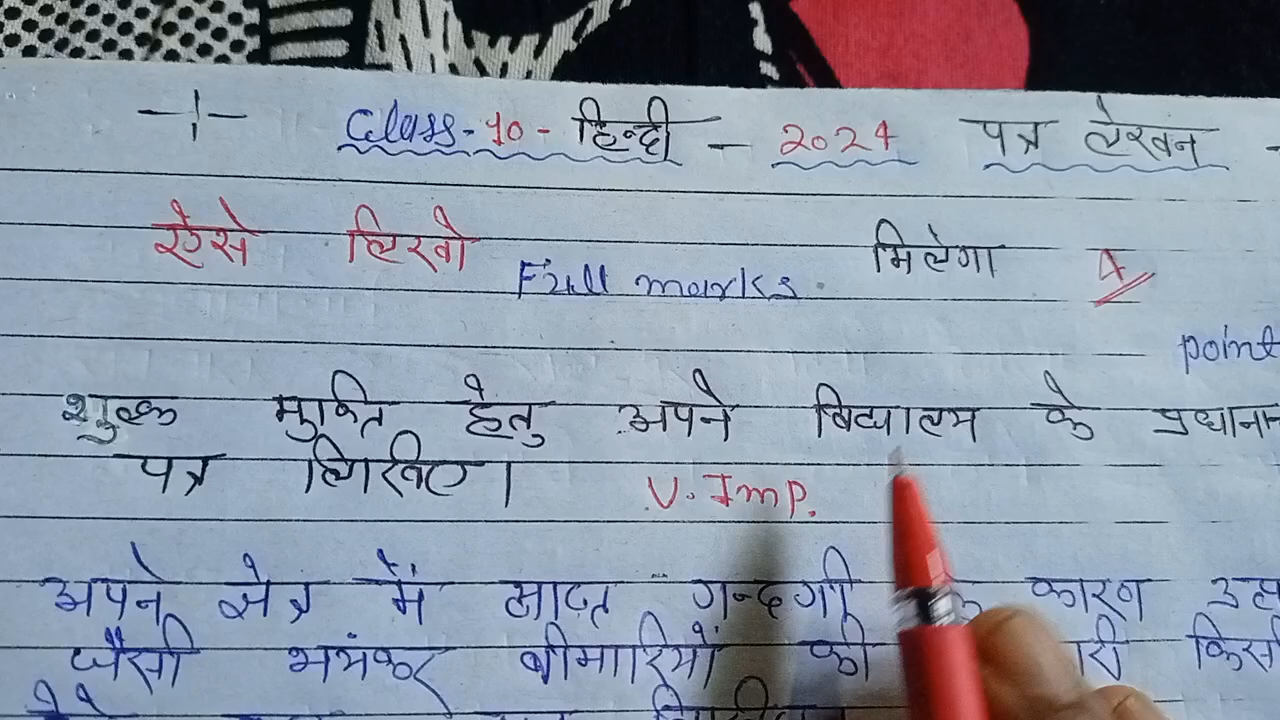 Class-10-हिन्दी - 2024 पत्र लेखन -
ऐसे लिखो Full marks. मिलेगा 4
point
शुल्क मुक्ति हेतु अपने विद्यालय के प्रधाना
पत्र लिखिए। V. Imp.
अपने क्षेत्र में व्याप्त गन्दगी के कारण
जैसी भयंकर बीमारियों की